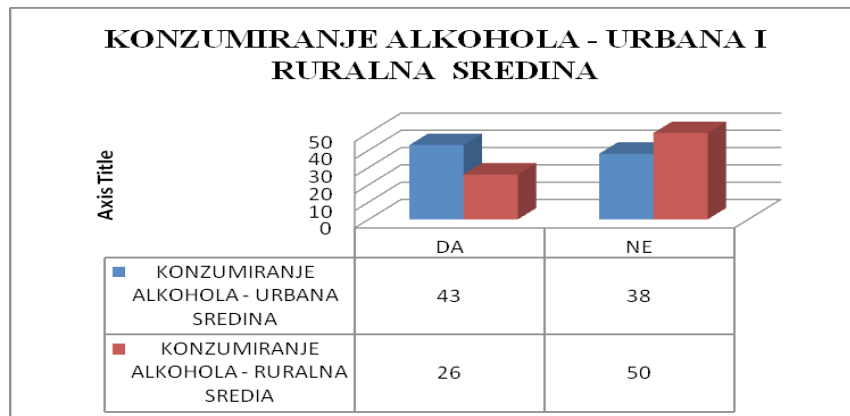 KONZUMIRANJE ALKOHOLA - URBANA I
RURALNA SREDINA
Axis Title
50
40
30
20
10
0
DA NE
KONZUMIRANJE
ALKOHOLA - URBANA
SREDINA
43 38
KONZUMIRANJE
ALKOHOLA - RURALNA
SREDIA
26 50